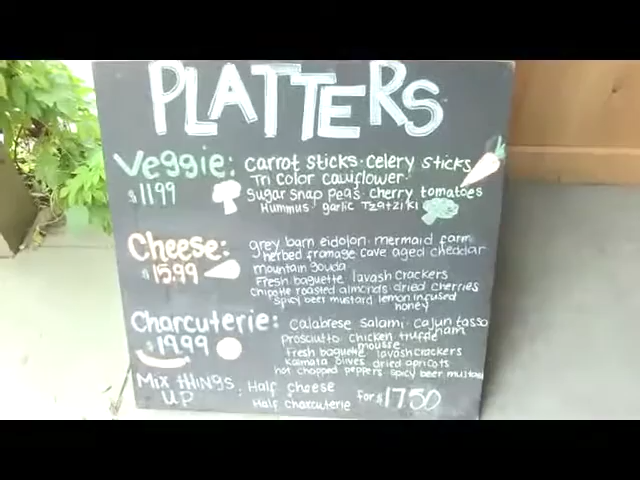 PLATTERS
Veggie: carrot sticks · celery sticks
$11.99 Tri color cauliflower
Sugar snap peas cherry tomatoes
Hummus garlic Tzatziki
Cheese: grey barn eidolon · mermaid farm
$15.99 herbed fromage cave aged cheddar
mountain gouda
Fresh baguette lavash crackers
chipotle roasted almonds dried cherries
spicy beer mustard lemon infused
honey
Charcuterie: calabrese salami cajun tasso
ham
$19.99 Prosciutto chicken truffle
mousse
Fresh baguette lavash crackers
Kalmata olives dried apricots
hot chopped peppers spicy beer mustard
Mix things UP : Half cheese
Half charcuterie for $17.50